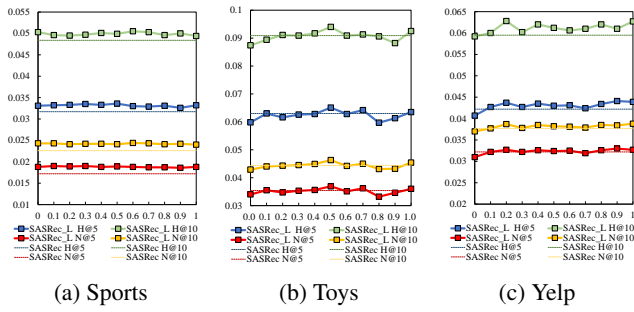 0.055
0.05
0.045
0.04
0.035
0.03
0.025
0.02
0.015
0.01
0 0.1 0.2 0.3 0.4 0.5 0.6 0.7 0.8 0.9 1
SASRec_L H@5 SASRec_L H@10
SASRec_L N@5 SASRec_L N@10
SASRec H@5 SASRec H@10
SASRec N@5 SASRec N@10
(a) Sports
0.1
0.09
0.08
0.07
0.06
0.05
0.04
0.03
0.0 0.1 0.2 0.3 0.4 0.5 0.6 0.7 0.8 0.9 1.0
SASRec_L H@5 SASRec_L H@10
SASRec_L N@5 SASRec_L N@10
SASRec H@5 SASRec H@10
SASRec N@5 SASRec N@10
(b) Toys
0.065
0.06
0.055
0.05
0.045
0.04
0.035
0.03
0.025
0.02
0 0.1 0.2 0.3 0.4 0.5 0.6 0.7 0.8 0.9 1
SASRec_L H@5 SASRec_L H@10
SASRec_L N@5 SASRec_L N@10
SASRec H@5 SASRec H@10
SASRec N@5 SASRec N@10
(c) Yelp